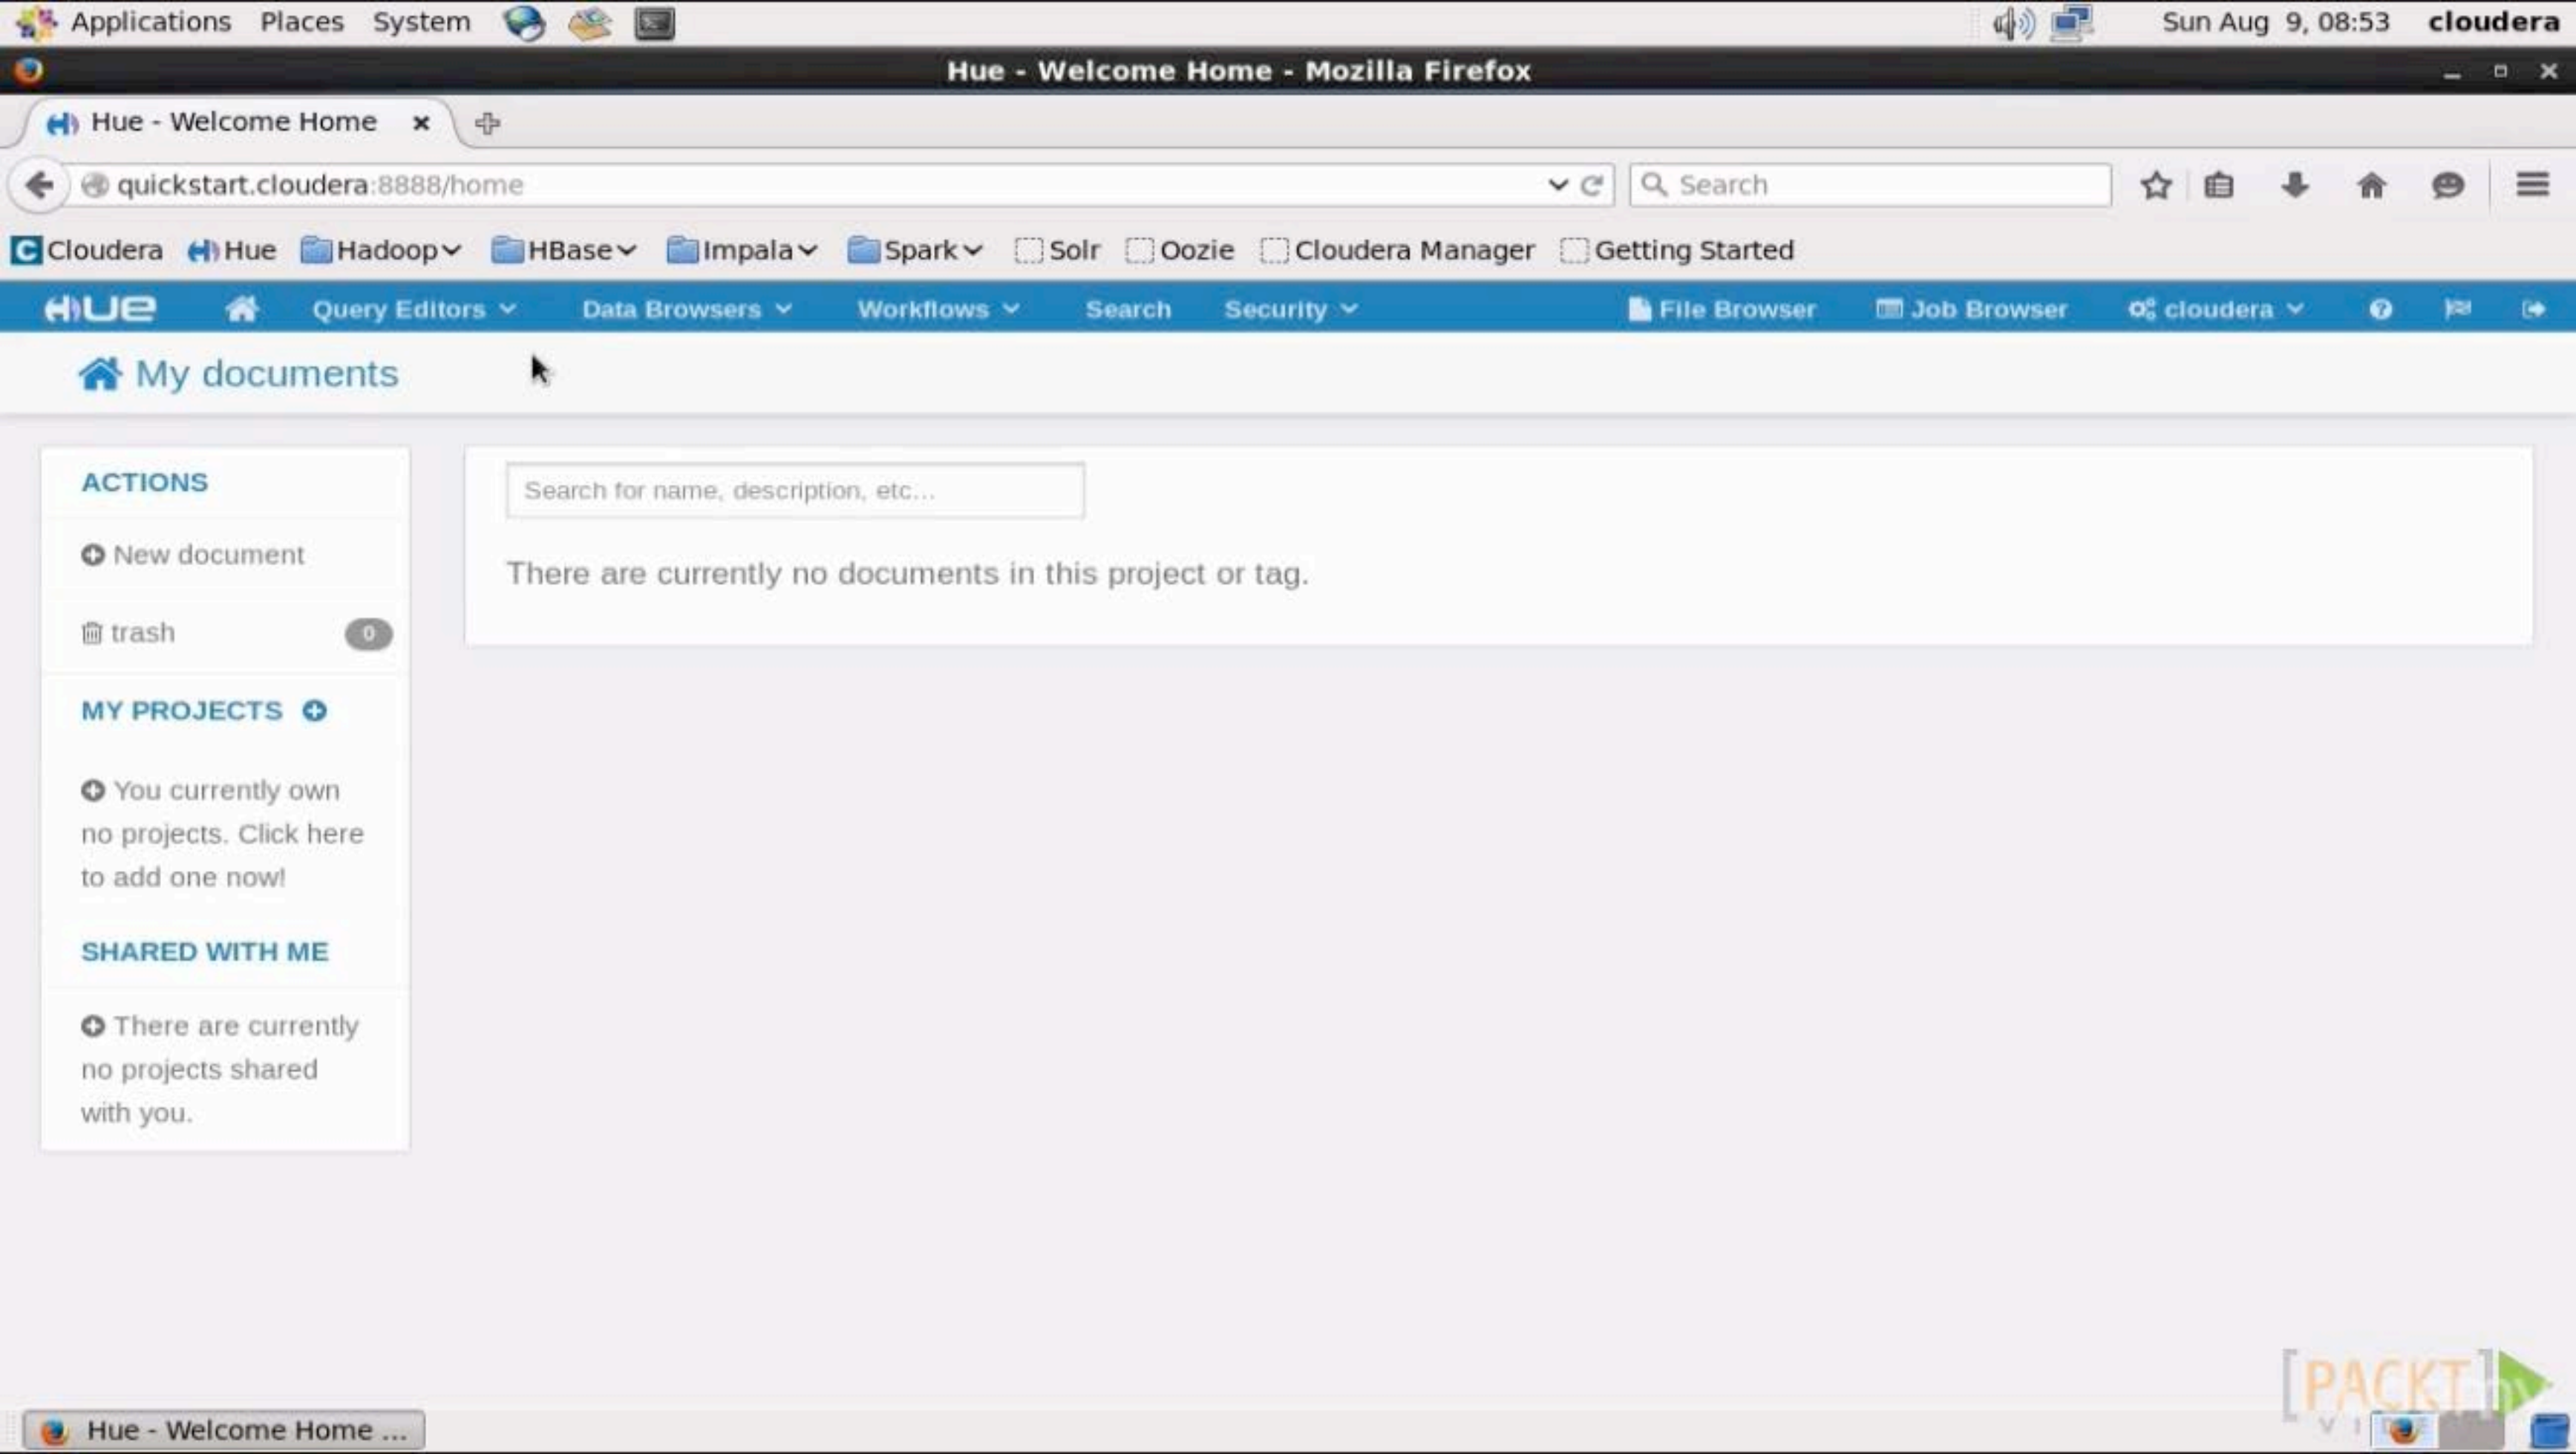 Applications Places System Sun Aug 9, 08:53 cloudera
Hue - Welcome Home - Mozilla Firefox
Hue - Welcome Home
quickstart.cloudera:8888/home Search
Cloudera Hue Hadoop HBase Impala Spark Solr Oozie Cloudera Manager Getting Started
HUE Query Editors Data Browsers Workflows Search Security File Browser Job Browser cloudera
My documents
ACTIONS
New document
trash 0
MY PROJECTS
You currently own
no projects. Click here
to add one now!
SHARED WITH ME
There are currently
no projects shared
with you.
Search for name, description, etc...
There are currently no documents in this project or tag.
[PACKT]
Hue - Welcome Home ...